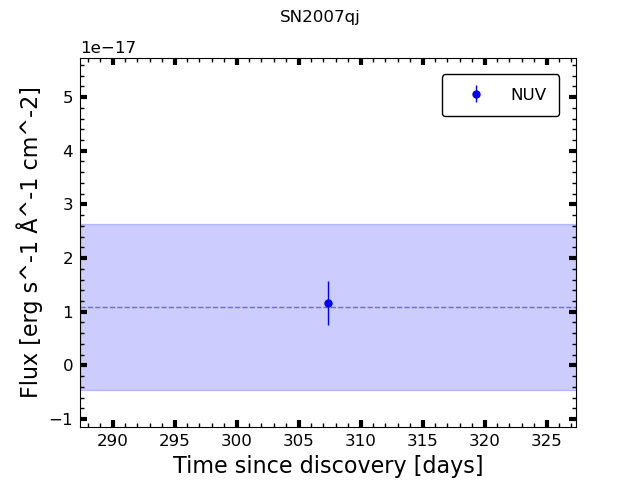 SN2007qj
1e−17
NUV
5
4
3
2
1
0
−1
Flux [erg s^-1 Å^-1 cm^-2]
290 295 300 305 310 315 320 325
Time since discovery [days]